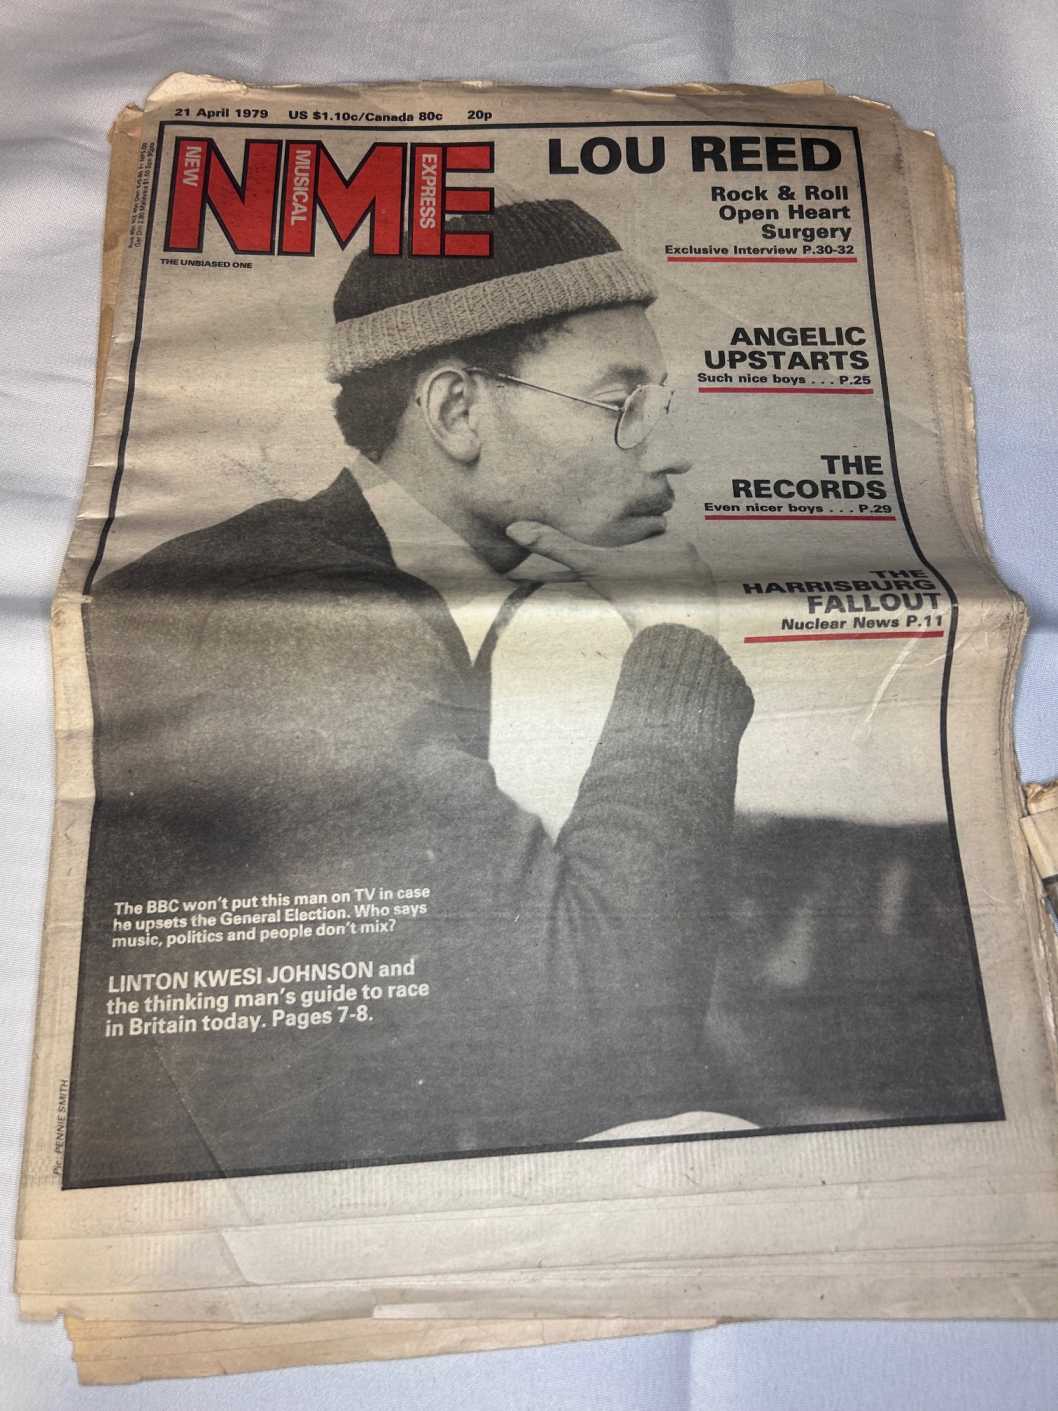 21 April 1979 US $1.10c/Canada 80c 20p
NME
NEW
MUSICAL
EXPRESS
THE UNBIASED ONE
LOU REED
Rock & Roll
Open Heart
Surgery
Exclusive Interview P.30-32
ANGELIC
UPSTARTS
Such nice boys . . . P.25
THE
RECORDS
Even nicer boys . . . P.29
THE
HARRISBURG
FALLOUT
Nuclear News P.11
The BBC won't put this man on TV in case
he upsets the General Election. Who says
music, politics and people don't mix?
LINTON KWESI JOHNSON and
the thinking man's guide to race
in Britain today. Pages 7-8.
Pic: PENNIE SMITH